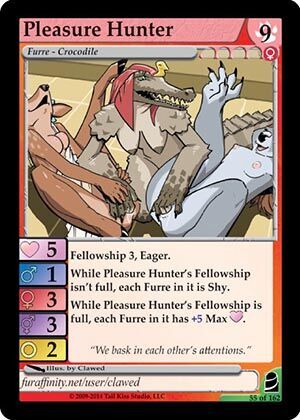 Pleasure Hunter 9
Furre - Crocodile
5
1
3
3
2
Fellowship 3, Eager.
While Pleasure Hunter's Fellowship
isn't full, each Furre in it is Shy.
While Pleasure Hunter's Fellowship is
full, each Furre in it has +5 Max
"We bask in each other's attentions."
Illus. by Clawed
furaffinity.net/user/clawed
© 2009-2014 Tail Kiss Studio, LLC
55 of 162